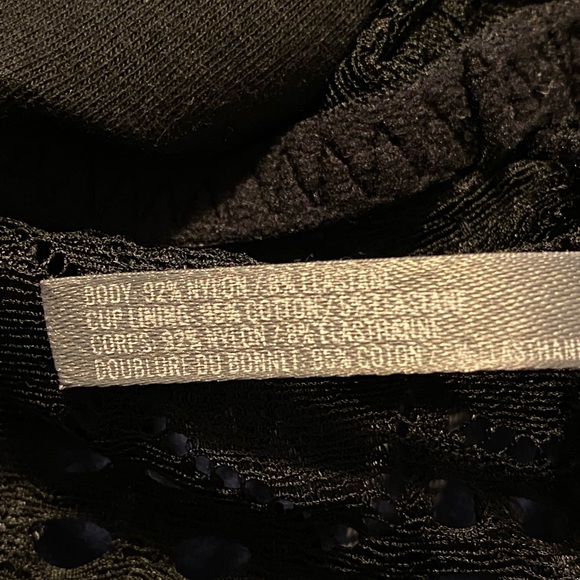 BODY: 92% NYLON / 8% ELASTANE
CUP LINING: 95% COTTON / 5% ELASTANE
CORPS: 92% NYLON / 8% ÉLASTHANNE
DOUBLURE DU BONNET: 95% COTON /